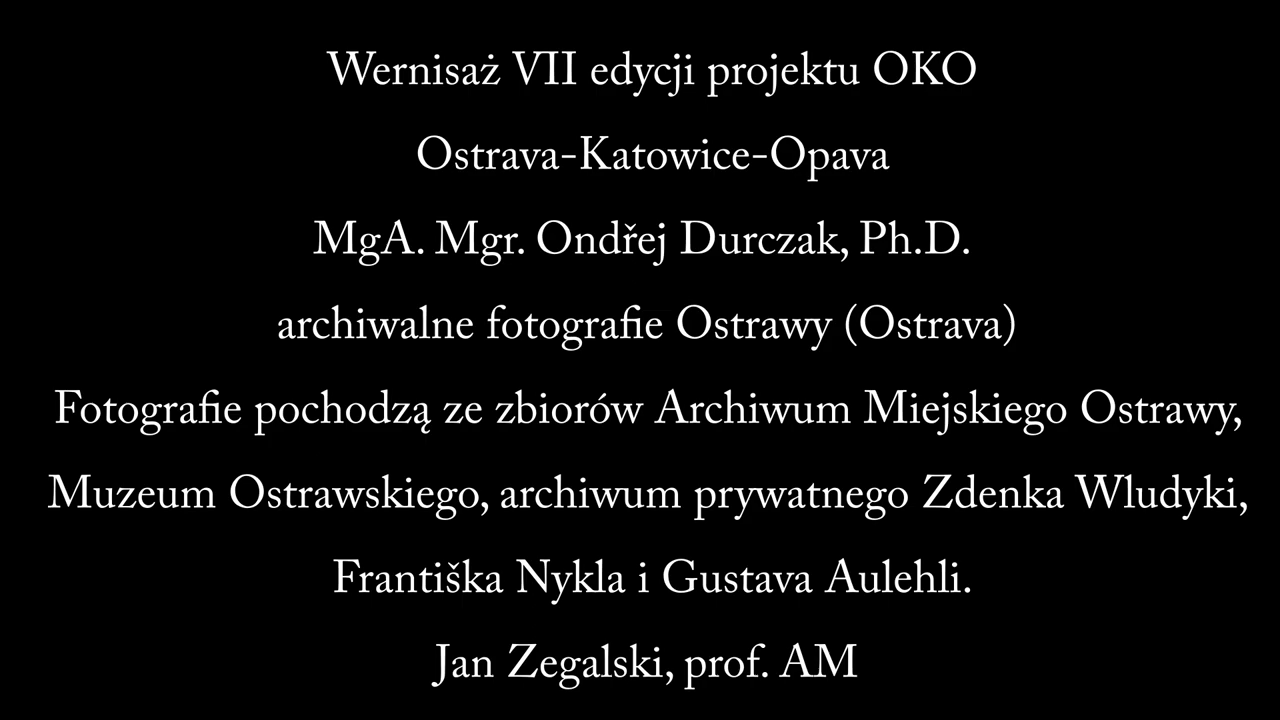 Wernisaż VII edycji projektu OKO
Ostrava-Katowice-Opava
MgA. Mgr. Ondřej Durczak, Ph.D.
archiwalne fotografie Ostrawy (Ostrava)
Fotografie pochodzą ze zbiorów Archiwum Miejskiego Ostrawy,
Muzeum Ostrawskiego, archiwum prywatnego Zdenka Wludyki,
Františka Nykla i Gustava Aulehli.
Jan Zegalski, prof. AM